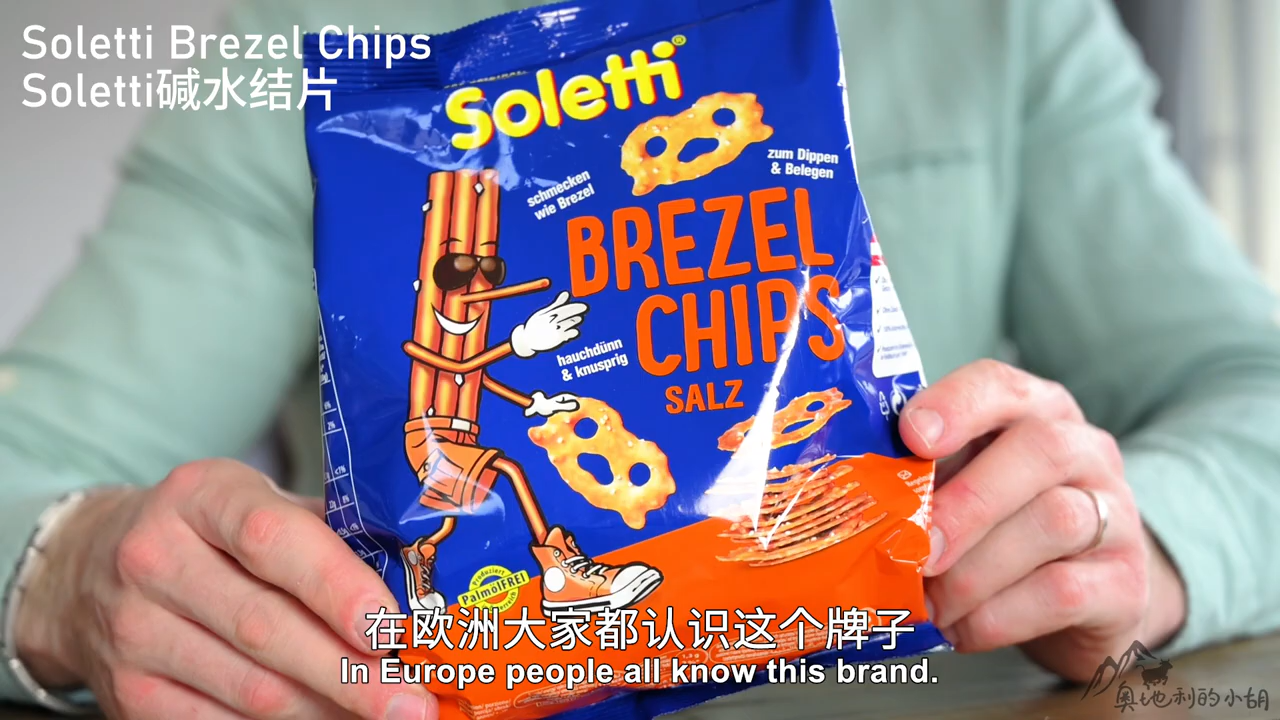 Soletti Brezel Chips
Soletti碱水结片
Soletti®
schmecken
wie Brezel
zum Dippen
& Belegen
BREZEL
CHIPS
SALZ
hauchdünn
& knusprig
Produziert
PalmölFREI
在欧洲大家都认识这个牌子
In Europe people all know this brand.
奥地利的小胡